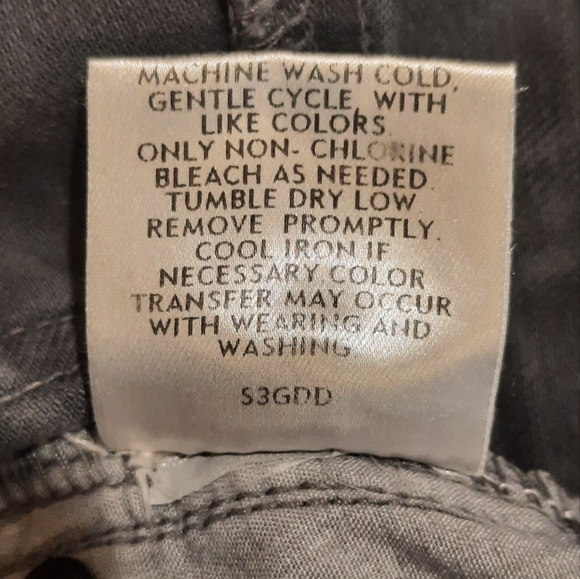 MACHINE WASH COLD,
GENTLE CYCLE, WITH
LIKE COLORS.
ONLY NON- CHLORINE
BLEACH AS NEEDED.
TUMBLE DRY LOW
REMOVE PROMPTLY.
COOL IRON IF
NECESSARY COLOR
TRANSFER MAY OCCUR
WITH WEARING AND
WASHING
S3GDD